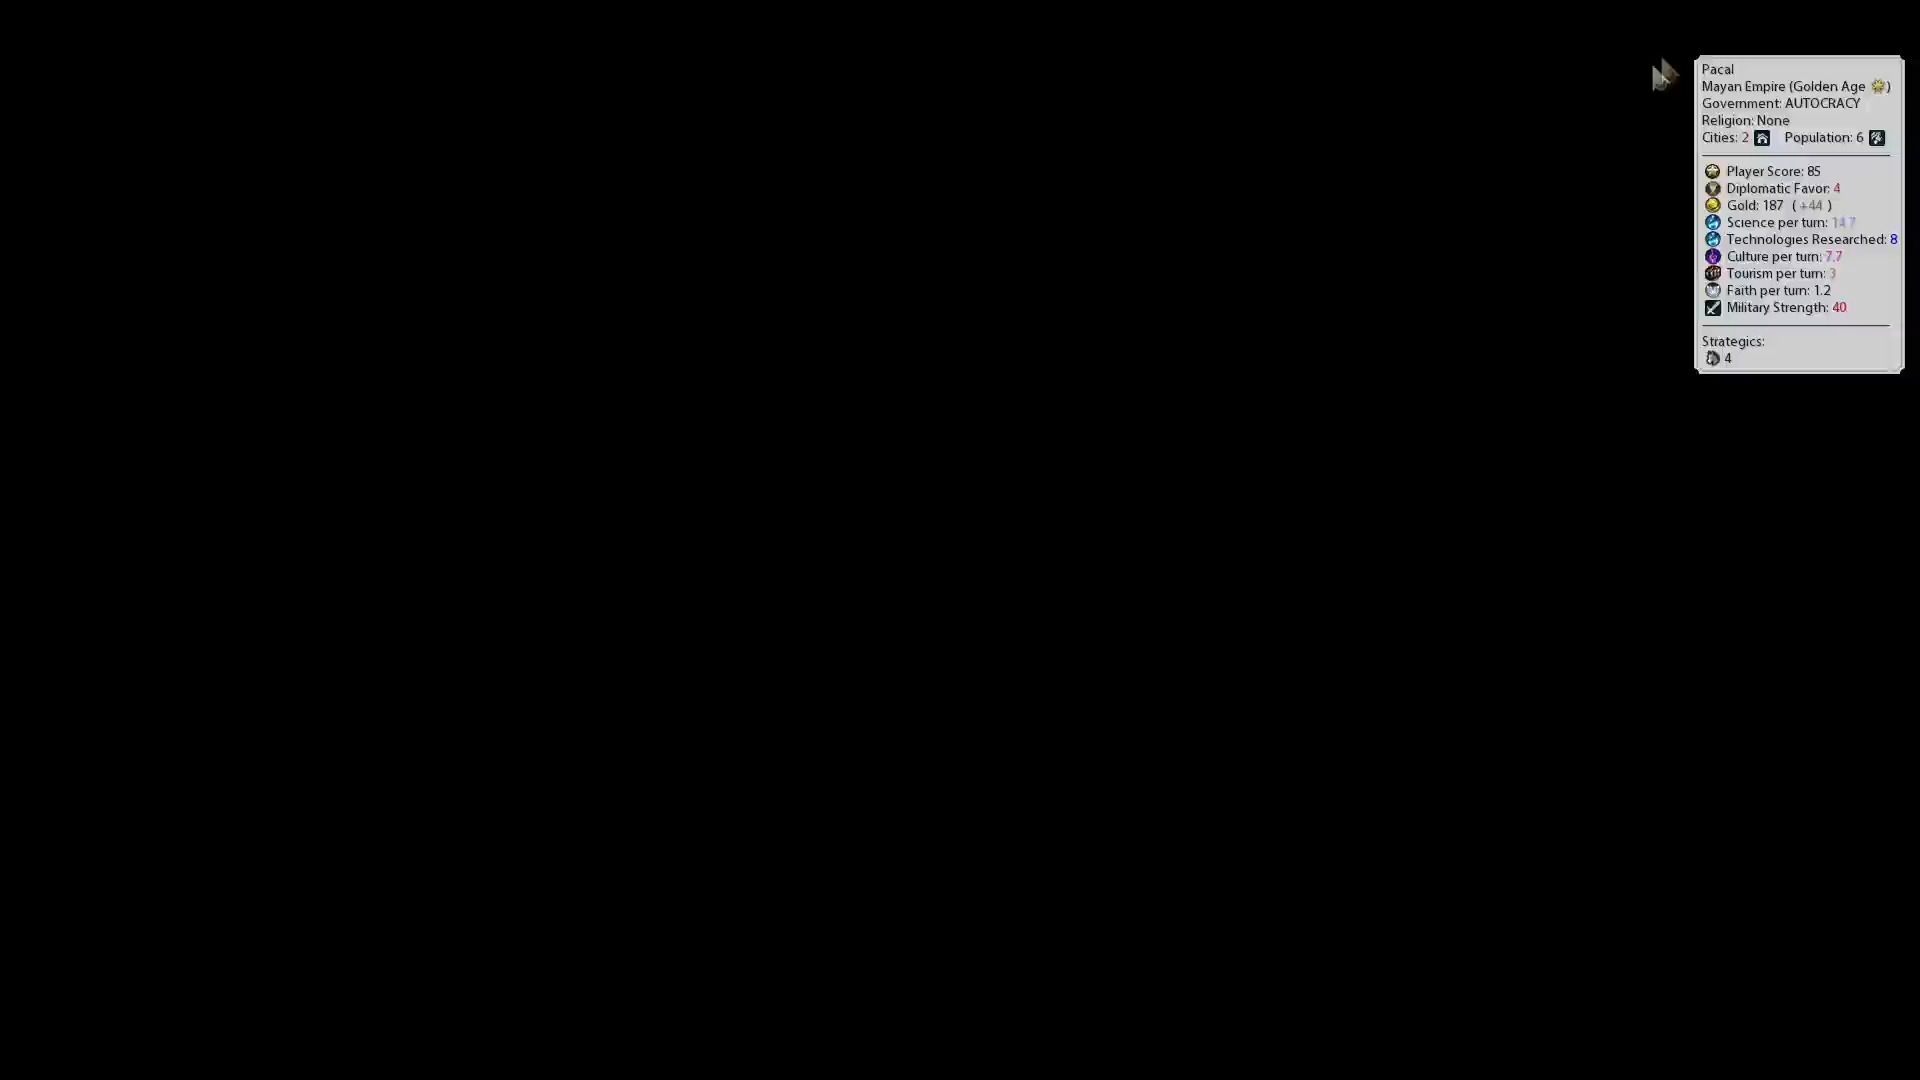 Pacal
Mayan Empire (Golden Age )
Government: AUTOCRACY
Religion: None
Cities: 2 Population: 6
Player Score: 85
Diplomatic Favor: 4
Gold: 187 ( +44 )
Science per turn: 14.7
Technologies Researched: 8
Culture per turn: 7.7
Tourism per turn: 3
Faith per turn: 1.2
Military Strength: 40
Strategics:
4